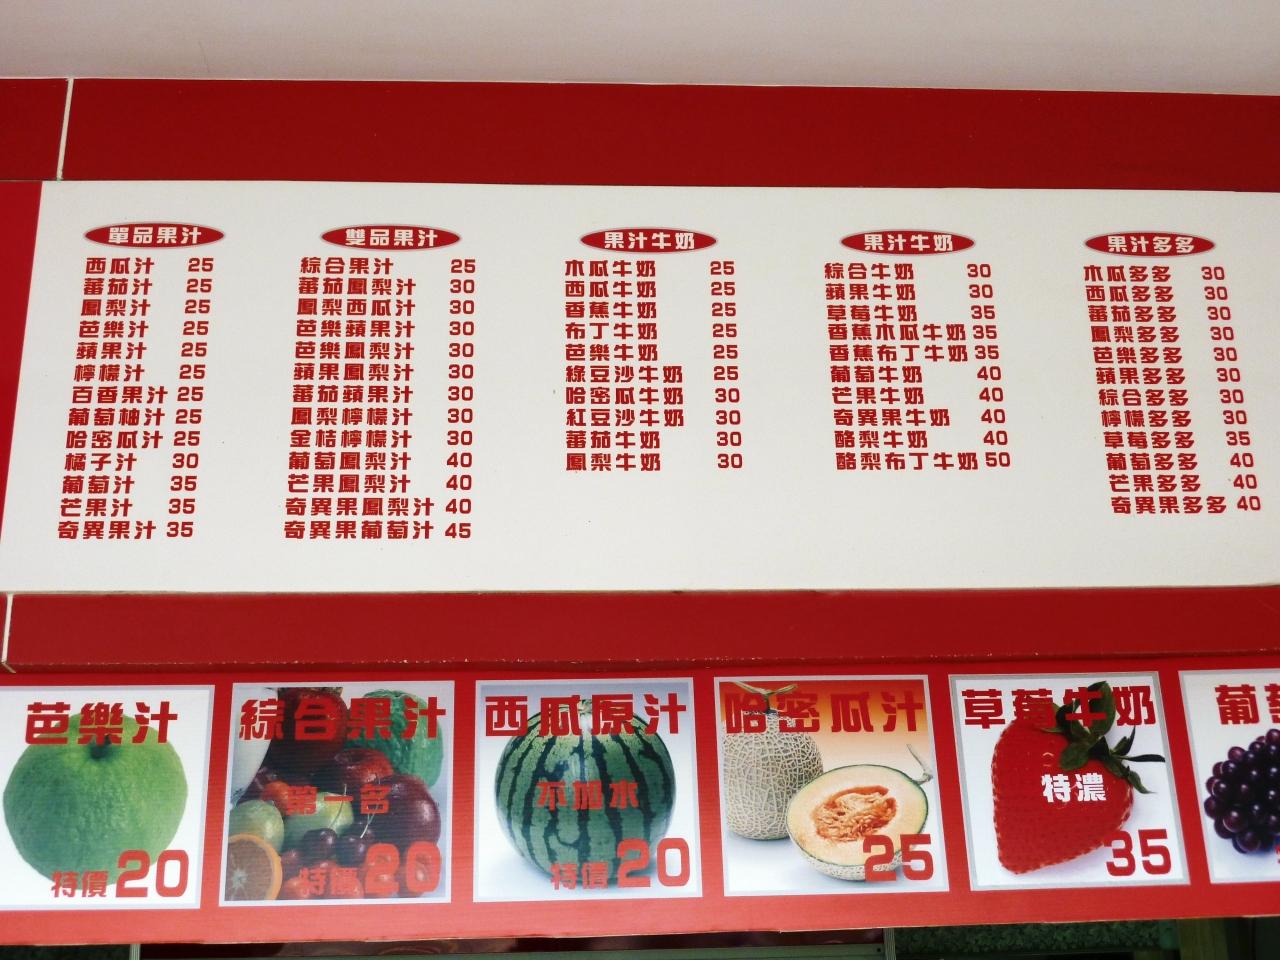 單品果汁
西瓜汁 25
蕃茄汁 25
鳳梨汁 25
芭樂汁 25
蘋果汁 25
檸檬汁 25
百香果汁 25
葡萄柚汁 25
哈密瓜汁 25
橘子汁 30
葡萄汁 35
芒果汁 35
奇異果汁 35
雙品果汁
綜合果汁 25
蕃茄鳳梨汁 30
鳳梨西瓜汁 30
芭樂蘋果汁 30
芭樂鳳梨汁 30
蘋果鳳梨汁 30
蕃茄蘋果汁 30
鳳梨檸檬汁 30
金桔檸檬汁 30
葡萄鳳梨汁 40
芒果鳳梨汁 40
奇異果鳳梨汁 40
奇異果葡萄汁 45
果汁牛奶
木瓜牛奶 25
西瓜牛奶 25
香蕉牛奶 25
布丁牛奶 25
芭樂牛奶 25
綠豆沙牛奶 25
哈密瓜牛奶 30
紅豆沙牛奶 30
蕃茄牛奶 30
鳳梨牛奶 30
果汁牛奶
綜合牛奶 30
蘋果牛奶 30
草莓牛奶 35
香蕉木瓜牛奶 35
香蕉布丁牛奶 35
葡萄牛奶 40
芒果牛奶 40
奇異果牛奶 40
酪梨牛奶 40
酪梨布丁牛奶 50
果汁多多
木瓜多多 30
西瓜多多 30
蕃茄多多 30
鳳梨多多 30
芭樂多多 30
蘋果多多 30
綜合多多 30
檸檬多多 30
草莓多多 35
葡萄多多 40
芒果多多 40
奇異果多多 40
芭樂汁
特價20
綜合果汁
第一名
特價20
西瓜原汁
不加水
特價20
哈密瓜汁
25
草莓牛奶
特濃
35
葡